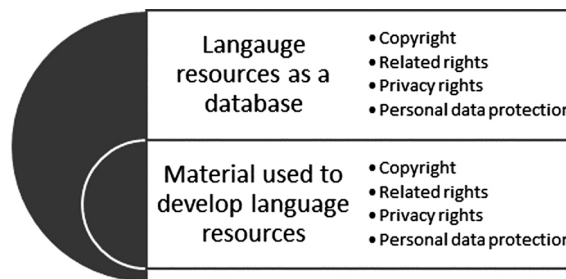 Langauge
resources as a
database
• Copyright
• Related rights
• Privacy rights
• Personal data protection
Material used to
develop language
resources
• Copyright
• Related rights
• Privacy rights
• Personal data protection